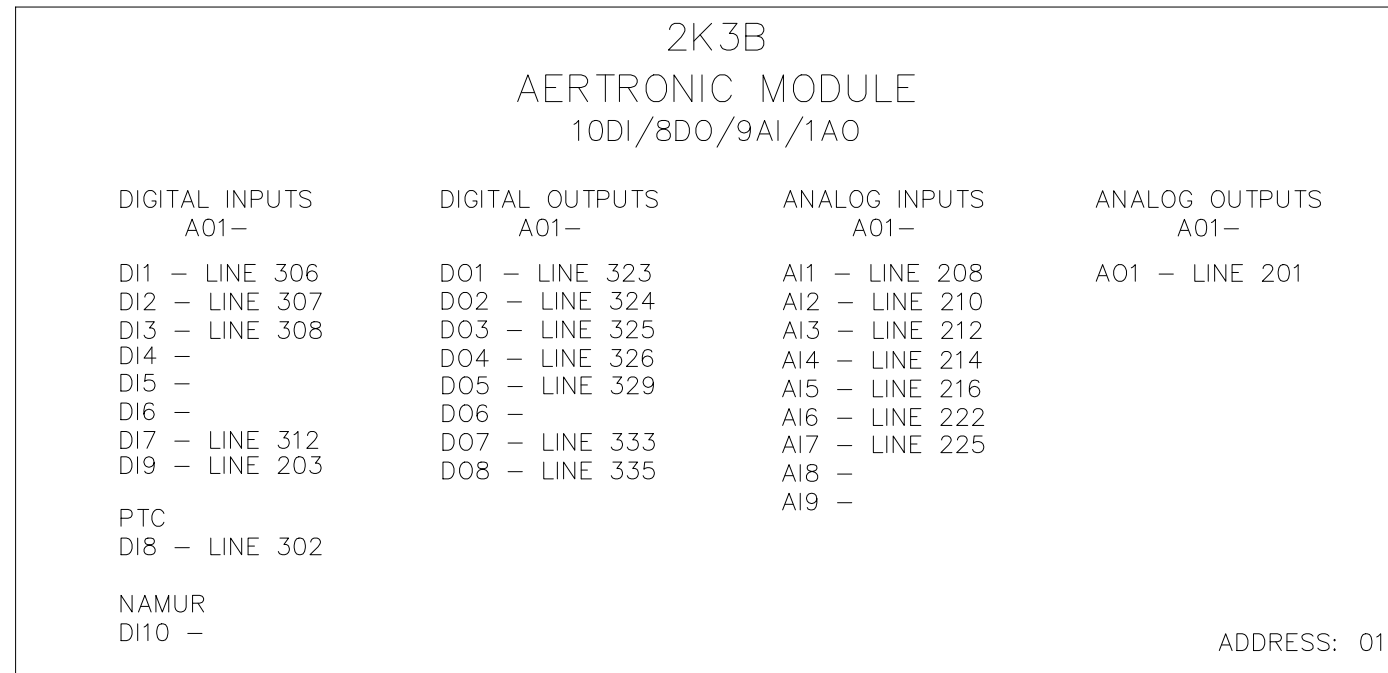 2K3B
AERTRONIC MODULE
10DI/8DO/9AI/1AO
DIGITAL INPUTS
A01-
DI1 - LINE 306
DI2 - LINE 307
DI3 - LINE 308
DI4 -
DI5 -
DI6 -
DI7 - LINE 312
DI9 - LINE 203
PTC
DI8 - LINE 302
NAMUR
DI10 -
DIGITAL OUTPUTS
A01-
DO1 - LINE 323
DO2 - LINE 324
DO3 - LINE 325
DO4 - LINE 326
DO5 - LINE 329
DO6 -
DO7 - LINE 333
DO8 - LINE 335
ANALOG INPUTS
A01-
AI1 - LINE 208
AI2 - LINE 210
AI3 - LINE 212
AI4 - LINE 214
AI5 - LINE 216
AI6 - LINE 222
AI7 - LINE 225
AI8 -
AI9 -
ANALOG OUTPUTS
A01-
AO1 - LINE 201
ADDRESS: 01